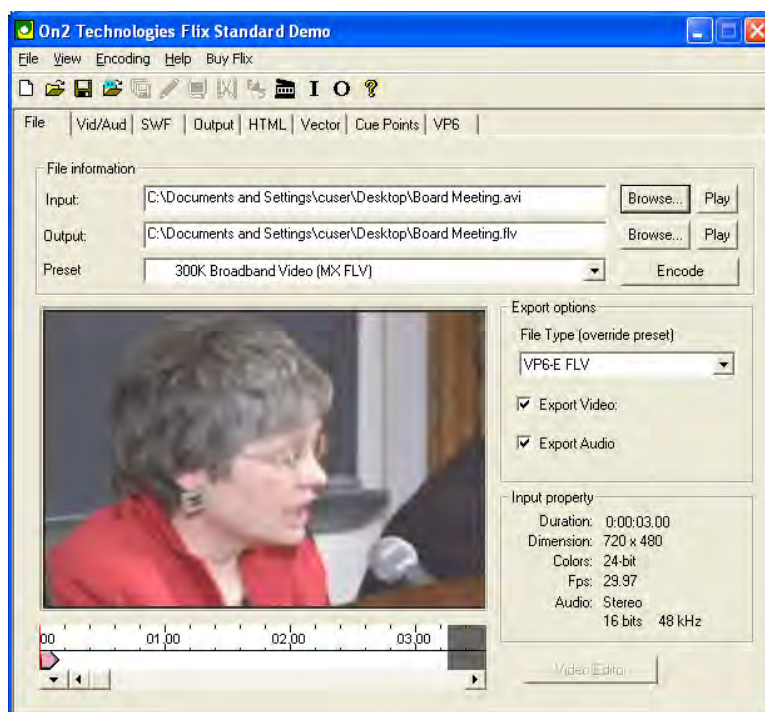 On2 Technologies Flix Standard Demo
File View Encoding Help Buy Flix
I O ?
File Vid/Aud SWF Output HTML Vector Cue Points VP6
File information
Input: C:\Documents and Settings\cuser\Desktop\Board Meeting.avi Browse... Play
Output: C:\Documents and Settings\cuser\Desktop\Board Meeting.flv Browse... Play
Preset 300K Broadband Video (MX FLV) Encode
Export options
File Type (override preset)
VP6-E FLV
Export Video:
Export Audio
Input property
Duration: 0:00:03.00
Dimension: 720 x 480
Colors: 24-bit
Fps: 29.97
Audio: Stereo
16 bits 48 kHz
00 01;00 02;00 03;00
Video Editor